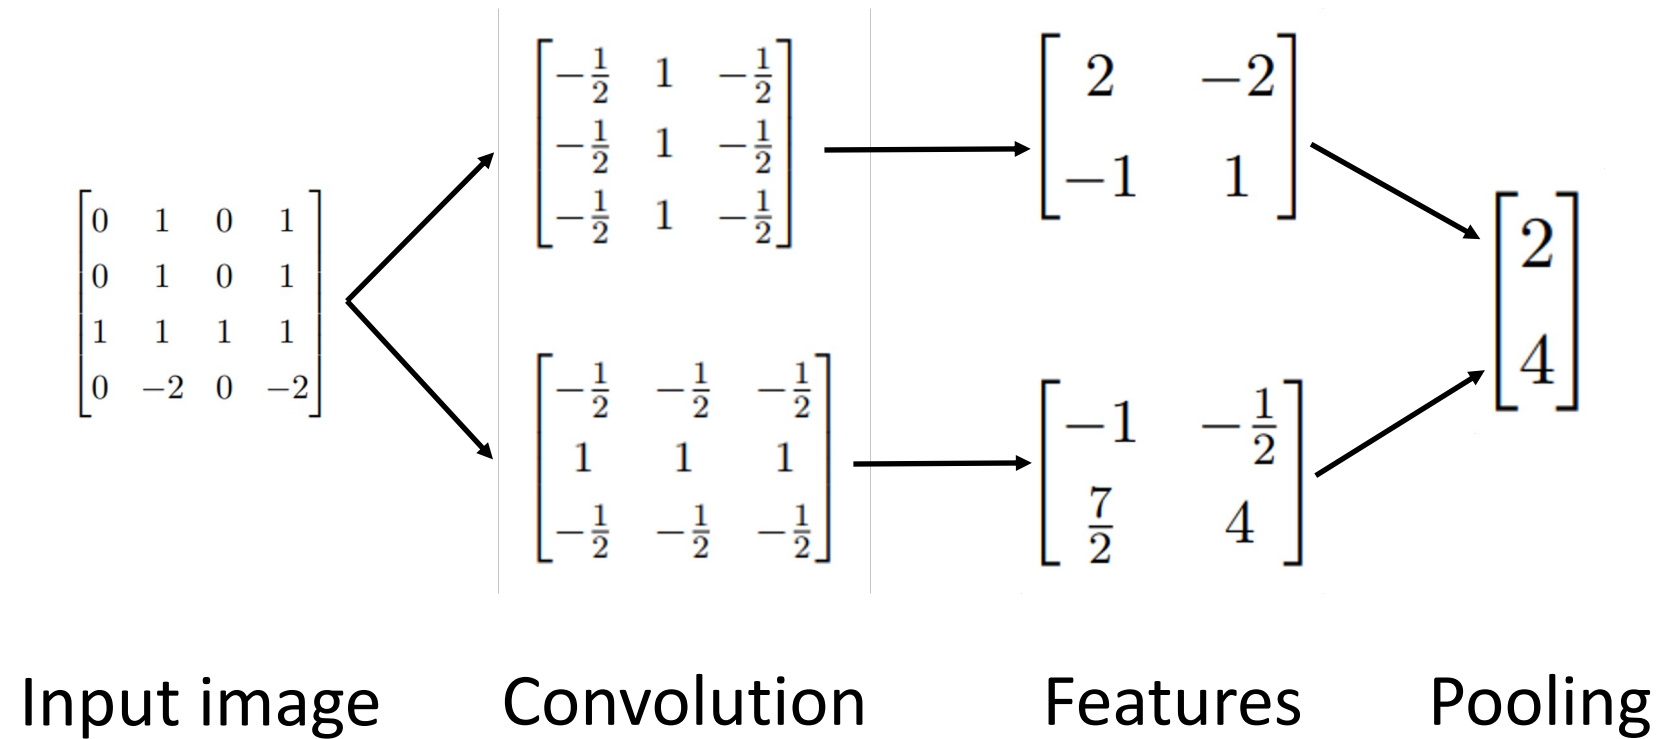 0 1 0 1
0 1 0 1
1 1 1 1
0 −2 0 −2
−1/2 1 −1/2
−1/2 1 −1/2
−1/2 1 −1/2
−1/2 −1/2 −1/2
1 1 1
−1/2 −1/2 −1/2
2 −2
−1 1
−1 −1/2
7/2 4
2
4
Input image
Convolution
Features
Pooling